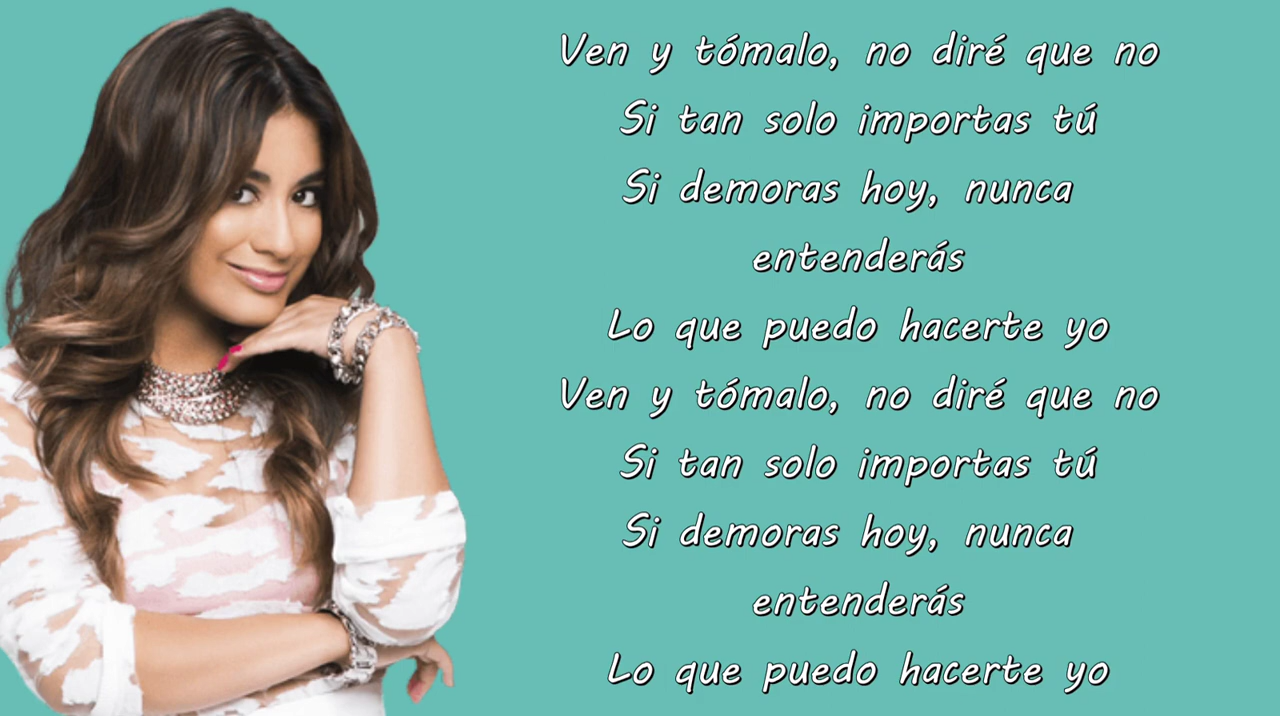 Ven y tómalo, no diré que no
Si tan solo importas tú
Si demoras hoy, nunca
entenderás
Lo que puedo hacerte yo
Ven y tómalo, no diré que no
Si tan solo importas tú
Si demoras hoy, nunca
entenderás
Lo que puedo hacerte yo